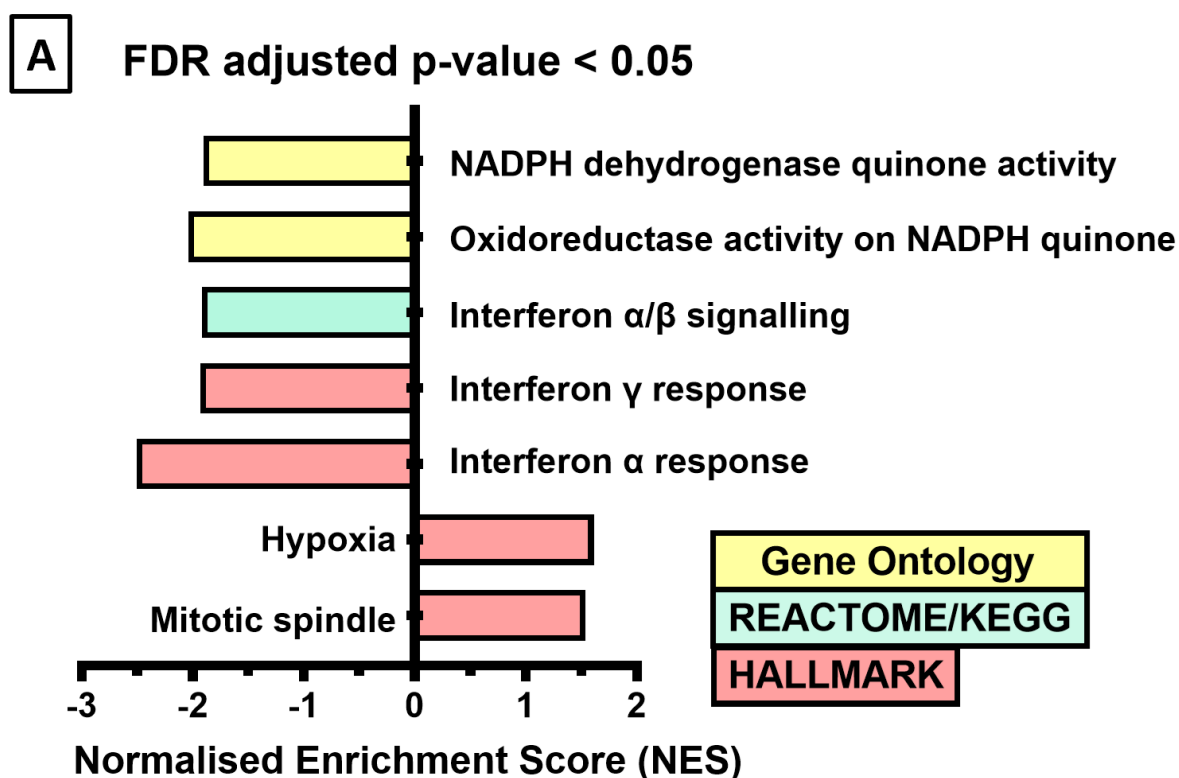 A
FDR adjusted p-value < 0.05
NADPH dehydrogenase quinone activity
Oxidoreductase activity on NADPH quinone
Interferon α/β signalling
Interferon γ response
Interferon α response
Hypoxia
Mitotic spindle
Gene Ontology
REACTOME/KEGG
HALLMARK
-3 -2 -1 0 1 2
Normalised Enrichment Score (NES)